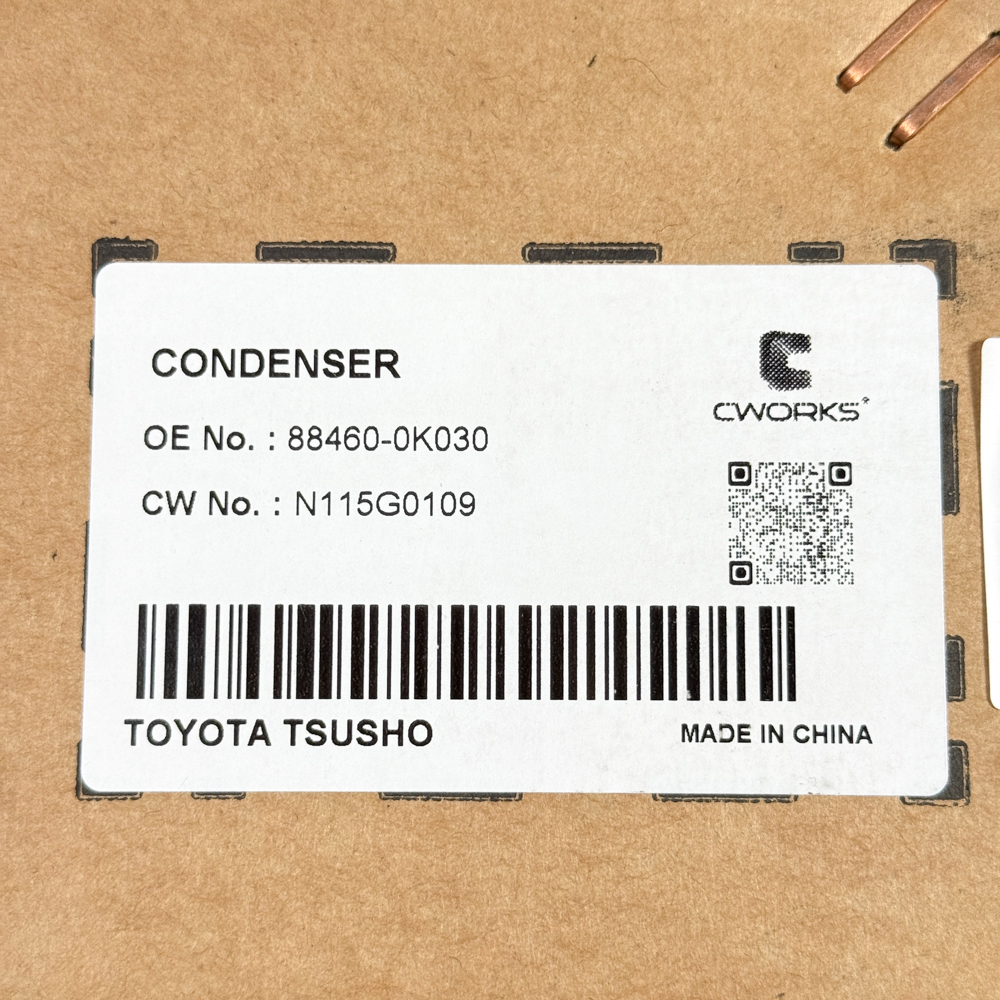 CONDENSER
CWORKS®
OE No. : 88460-0K030
CW No. : N115G0109
TOYOTA TSUSHO
MADE IN CHINA